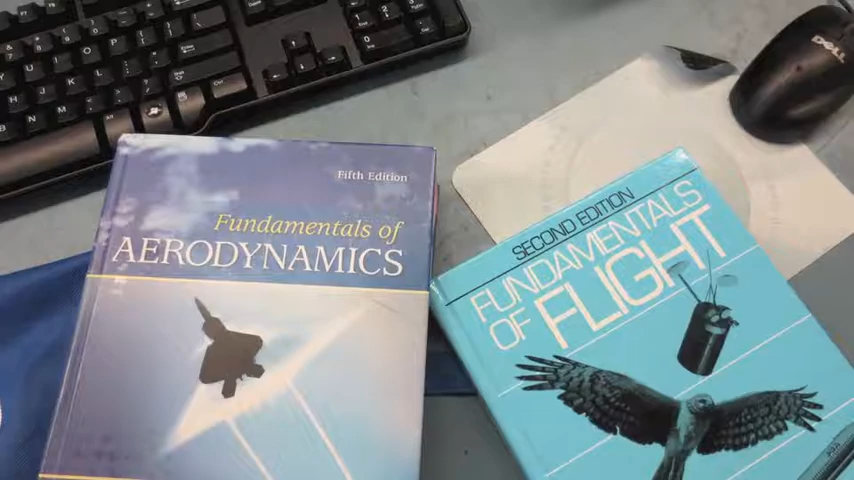 Fifth Edition
Fundamentals of
AERODYNAMICS
SECOND EDITION
FUNDAMENTALS
OF FLIGHT
DELL